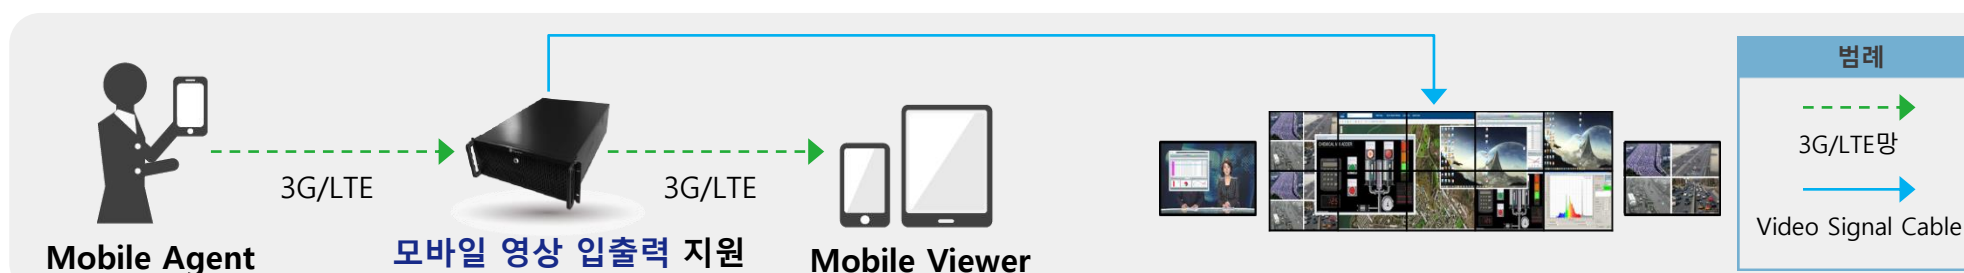 범례
3G/LTE망
Video Signal Cable
3G/LTE
3G/LTE
Mobile Agent
모바일 영상 입출력 지원
Mobile Viewer